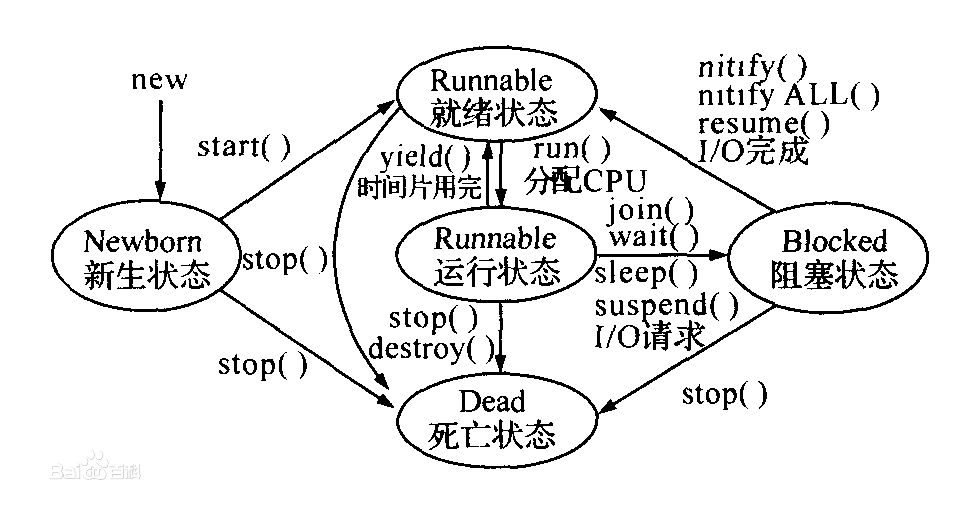 new
start( )
Runnable
就绪状态
nitify( )
nitify ALL( )
resume( )
I/O完成
yield( )
时间片用完
run( )
分配CPU
Newborn
新生状态
stop( )
Runnable
运行状态
join( )
wait( )
sleep( )
suspend( )
I/O请求
Blocked
阻塞状态
stop( )
stop( )
destroy( )
stop( )
Dead
死亡状态
Bai百科